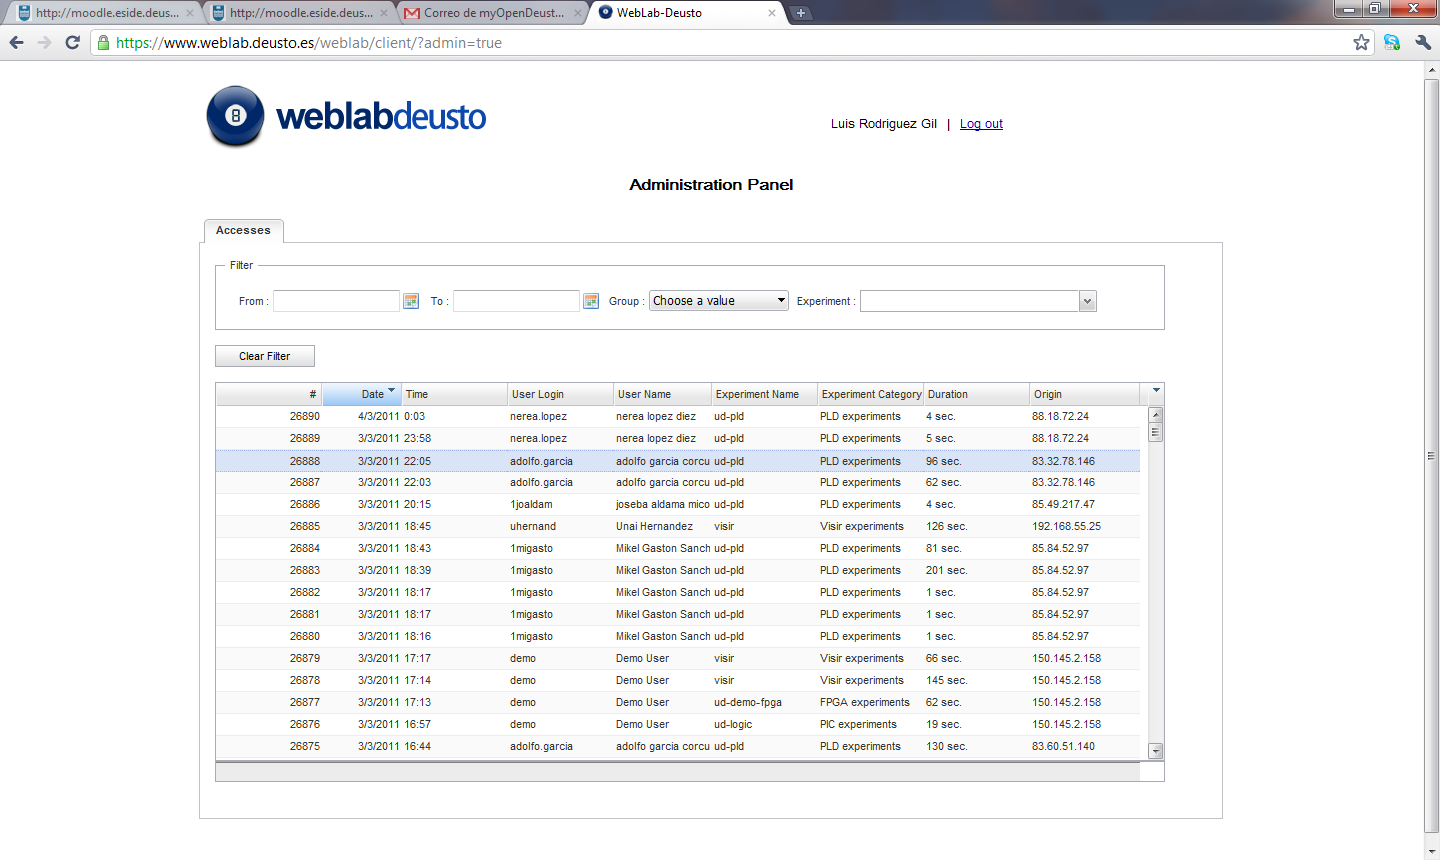 http://moodle.eside.deus... http://moodle.eside.deus... Correo de myOpenDeust... WebLab-Deusto
https://www.weblab.deusto.es/weblab/client/?admin=true
8 weblabdeusto
Luis Rodriguez Gil | Log out
Administration Panel
Accesses
Filter
From : To : Group : Choose a value Experiment :
Clear Filter
# Date Time User Login User Name Experiment Name Experiment Category Duration Origin
26890 4/3/2011 0:03 nerea.lopez nerea lopez diez ud-pld PLD experiments 4 sec. 88.18.72.24
26889 3/3/2011 23:58 nerea.lopez nerea lopez diez ud-pld PLD experiments 5 sec. 88.18.72.24
26888 3/3/2011 22:05 adolfo.garcia adolfo garcia corcu ud-pld PLD experiments 96 sec. 83.32.78.146
26887 3/3/2011 22:03 adolfo.garcia adolfo garcia corcu ud-pld PLD experiments 62 sec. 83.32.78.146
26886 3/3/2011 20:15 1joaldam joseba aldama mico ud-pld PLD experiments 4 sec. 85.49.217.47
26885 3/3/2011 18:45 uhernand Unai Hernandez visir Visir experiments 126 sec. 192.168.55.25
26884 3/3/2011 18:43 1migasto Mikel Gaston Sanch ud-pld PLD experiments 81 sec. 85.84.52.97
26883 3/3/2011 18:39 1migasto Mikel Gaston Sanch ud-pld PLD experiments 201 sec. 85.84.52.97
26882 3/3/2011 18:17 1migasto Mikel Gaston Sanch ud-pld PLD experiments 1 sec. 85.84.52.97
26881 3/3/2011 18:17 1migasto Mikel Gaston Sanch ud-pld PLD experiments 1 sec. 85.84.52.97
26880 3/3/2011 18:16 1migasto Mikel Gaston Sanch ud-pld PLD experiments 1 sec. 85.84.52.97
26879 3/3/2011 17:17 demo Demo User visir Visir experiments 66 sec. 150.145.2.158
26878 3/3/2011 17:14 demo Demo User visir Visir experiments 145 sec. 150.145.2.158
26877 3/3/2011 17:13 demo Demo User ud-demo-fpga FPGA experiments 62 sec. 150.145.2.158
26876 3/3/2011 16:57 demo Demo User ud-logic PIC experiments 19 sec. 150.145.2.158
26875 3/3/2011 16:44 adolfo.garcia adolfo garcia corcu ud-pld PLD experiments 130 sec. 83.60.51.140